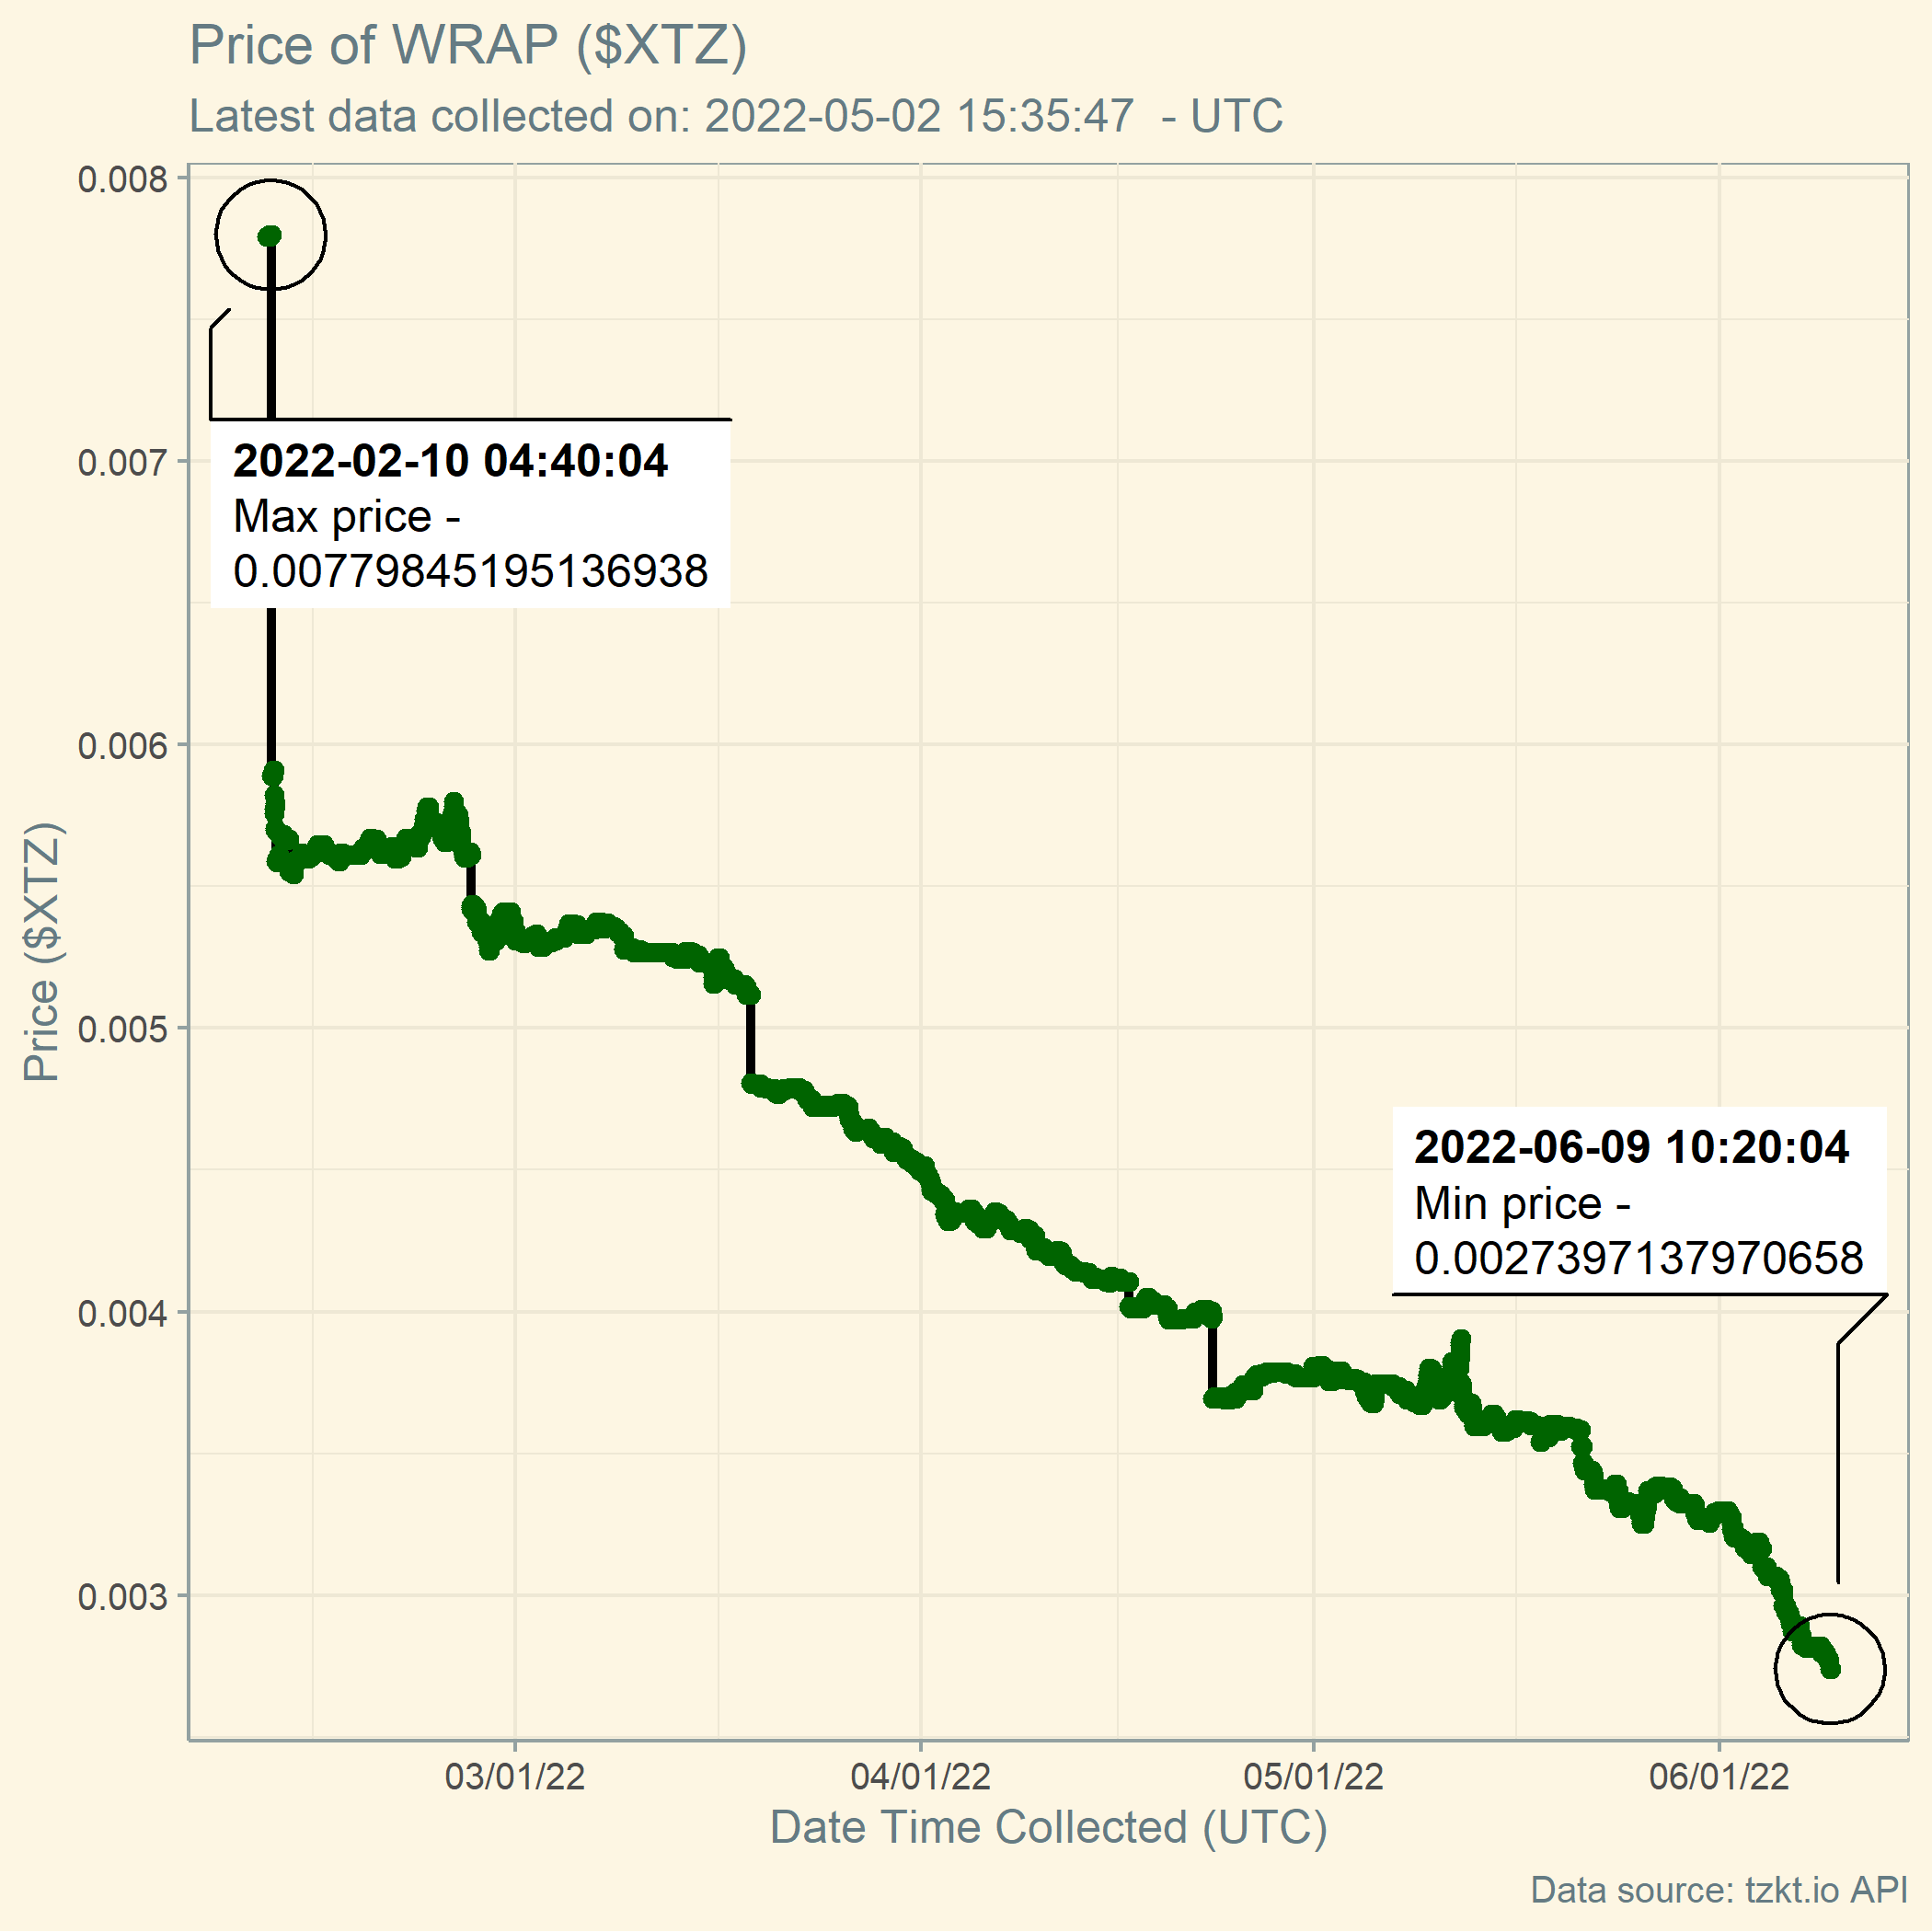 Price of WRAP ($XTZ)
Latest data collected on: 2022-05-02 15:35:47 - UTC
0.008
0.007
0.006
0.005
0.004
0.003
Price ($XTZ)
2022-02-10 04:40:04
Max price -
0.00779845195136938
2022-06-09 10:20:04
Min price -
0.0027397137970658
03/01/22
04/01/22
05/01/22
06/01/22
Date Time Collected (UTC)
Data source: tzkt.io API